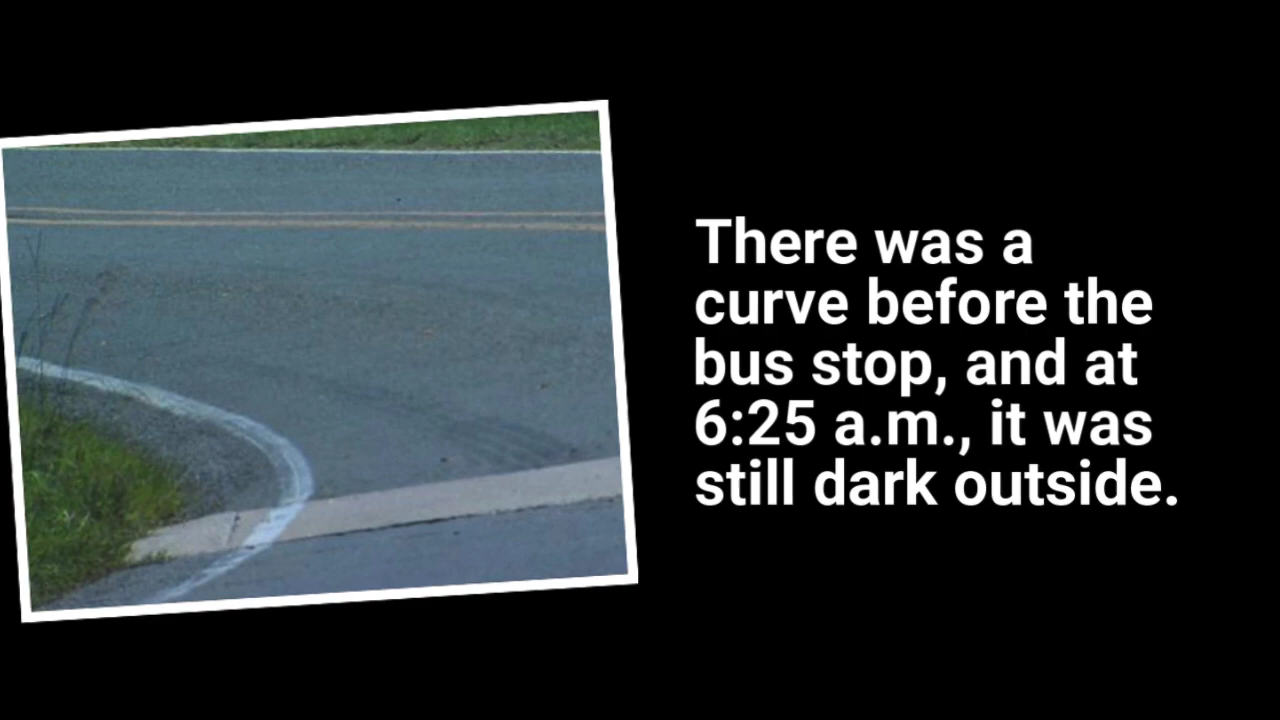 There was a
curve before the
bus stop, and at
6:25 a.m., it was
still dark outside.